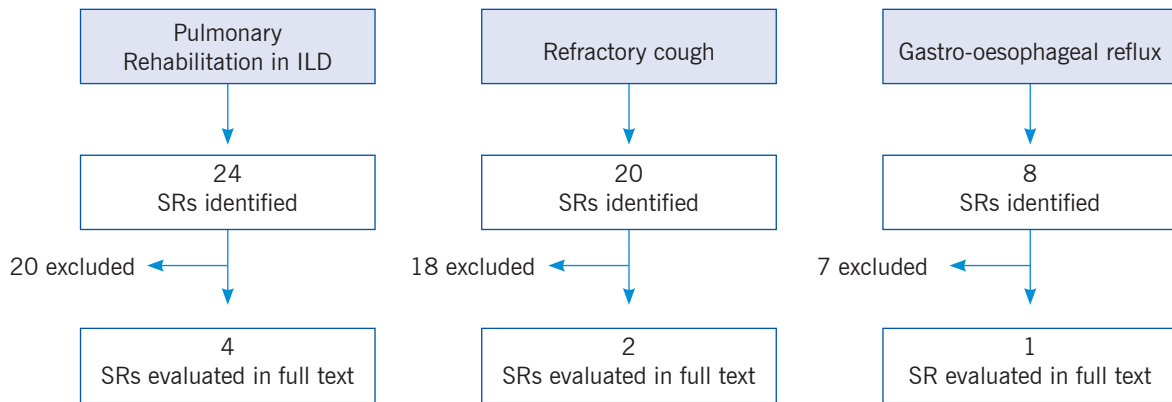 Pulmonary
Rehabilitation in ILD
24
SRs identified
20 excluded
4
SRs evaluated in full text
Refractory cough
20
SRs identified
18 excluded
2
SRs evaluated in full text
Gastro-oesophageal reflux
8
SRs identified
7 excluded
1
SR evaluated in full text